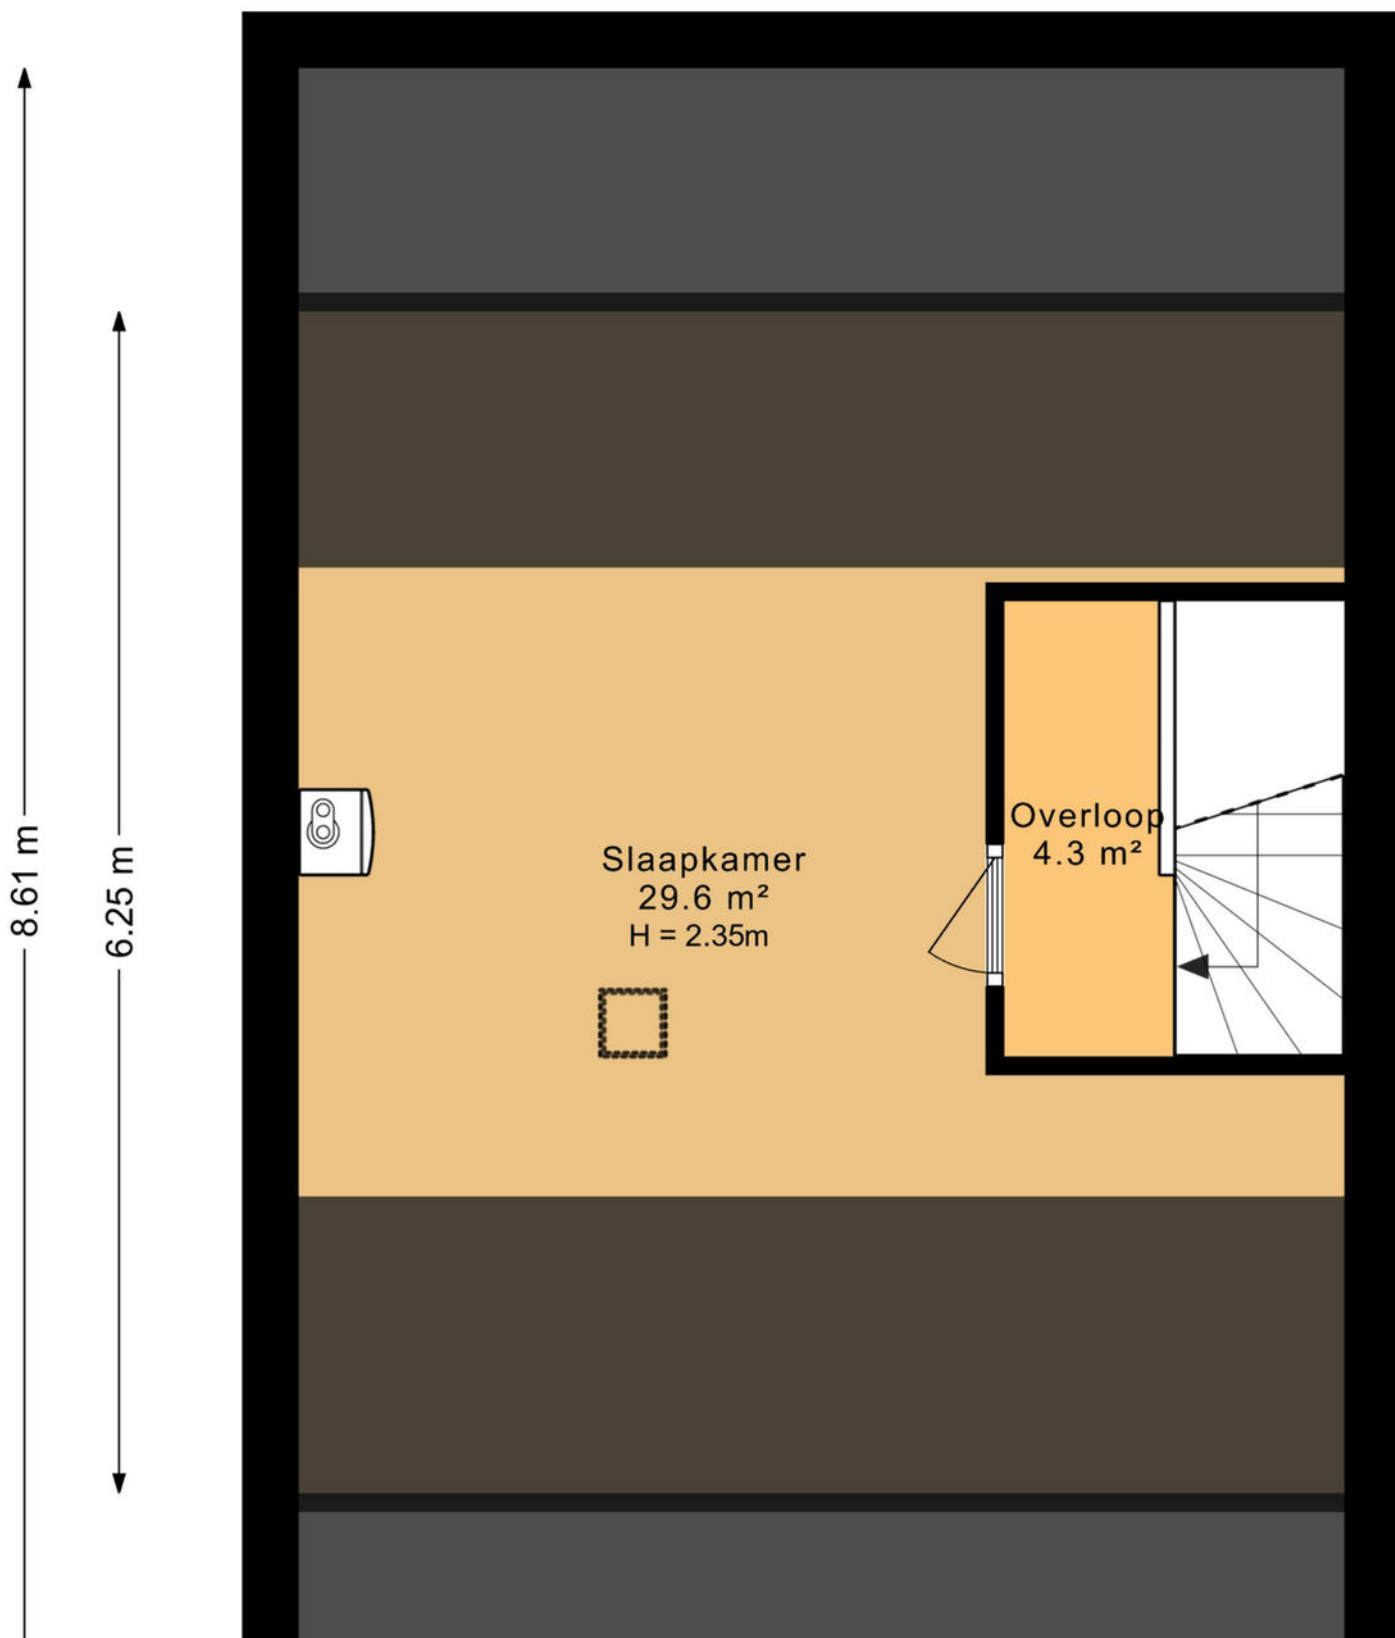 8.61 m
6.25 m
Slaapkamer
29.6 m²
H = 2.35m
Overloop
4.3 m²